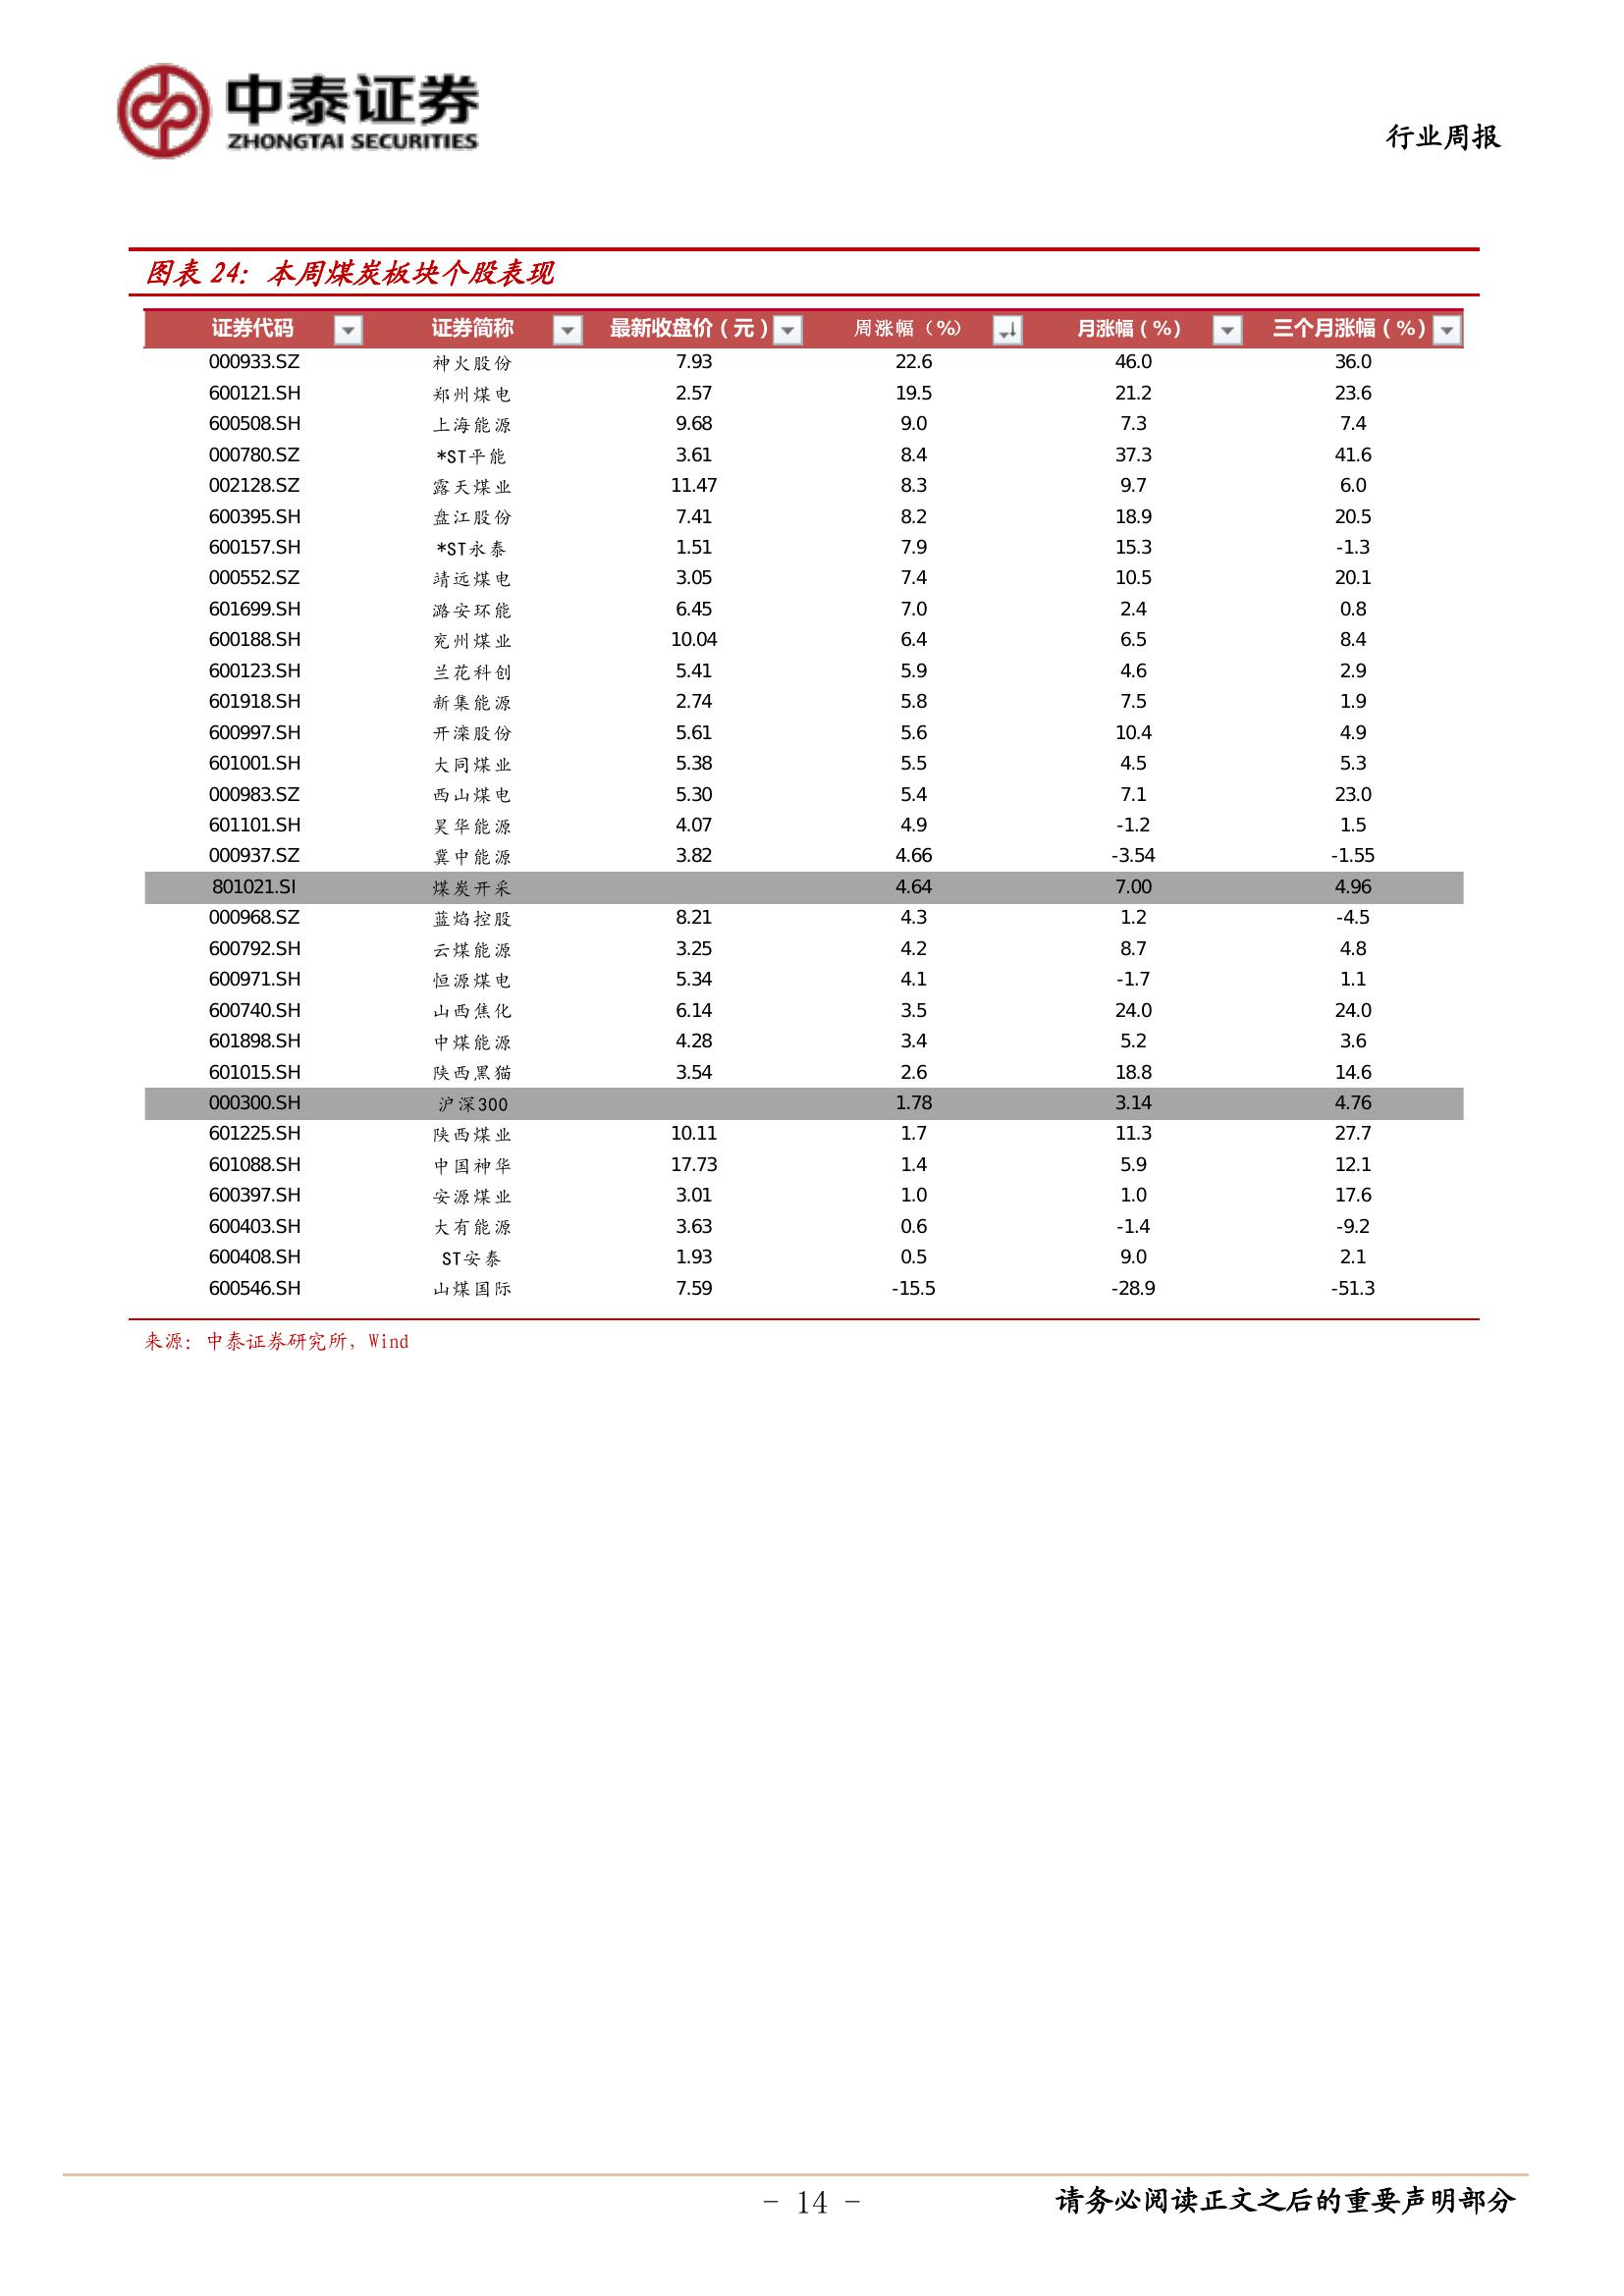 中泰证券
ZHONGTAI SECURITIES
行业周报
图表 24：本周煤炭板块个股表现
证券代码 证券简称 最新收盘价（元） 周涨幅（%） 月涨幅（%） 三个月涨幅（%）
000933.SZ 神火股份 7.93 22.6 46.0 36.0
600121.SH 郑州煤电 2.57 19.5 21.2 23.6
600508.SH 上海能源 9.68 9.0 7.3 7.4
000780.SZ *ST平能 3.61 8.4 37.3 41.6
002128.SZ 露天煤业 11.47 8.3 9.7 6.0
600395.SH 盘江股份 7.41 8.2 18.9 20.5
600157.SH *ST永泰 1.51 7.9 15.3 -1.3
000552.SZ 靖远煤电 3.05 7.4 10.5 20.1
601699.SH 潞安环能 6.45 7.0 2.4 0.8
600188.SH 兖州煤业 10.04 6.4 6.5 8.4
600123.SH 兰花科创 5.41 5.9 4.6 2.9
601918.SH 新集能源 2.74 5.8 7.5 1.9
600997.SH 开滦股份 5.61 5.6 10.4 4.9
601001.SH 大同煤业 5.38 5.5 4.5 5.3
000983.SZ 西山煤电 5.30 5.4 7.1 23.0
601101.SH 昊华能源 4.07 4.9 -1.2 1.5
000937.SZ 冀中能源 3.82 4.66 -3.54 -1.55
801021.SI 煤炭开采 4.64 7.00 4.96
000968.SZ 蓝焰控股 8.21 4.3 1.2 -4.5
600792.SH 云煤能源 3.25 4.2 8.7 4.8
600971.SH 恒源煤电 5.34 4.1 -1.7 1.1
600740.SH 山西焦化 6.14 3.5 24.0 24.0
601898.SH 中煤能源 4.28 3.4 5.2 3.6
601015.SH 陕西黑猫 3.54 2.6 18.8 14.6
000300.SH 沪深300 1.78 3.14 4.76
601225.SH 陕西煤业 10.11 1.7 11.3 27.7
601088.SH 中国神华 17.73 1.4 5.9 12.1
600397.SH 安源煤业 3.01 1.0 1.0 17.6
600403.SH 大有能源 3.63 0.6 -1.4 -9.2
600408.SH ST安泰 1.93 0.5 9.0 2.1
600546.SH 山煤国际 7.59 -15.5 -28.9 -51.3
来源：中泰证券研究所，Wind
- 14 -
请务必阅读正文之后的重要声明部分